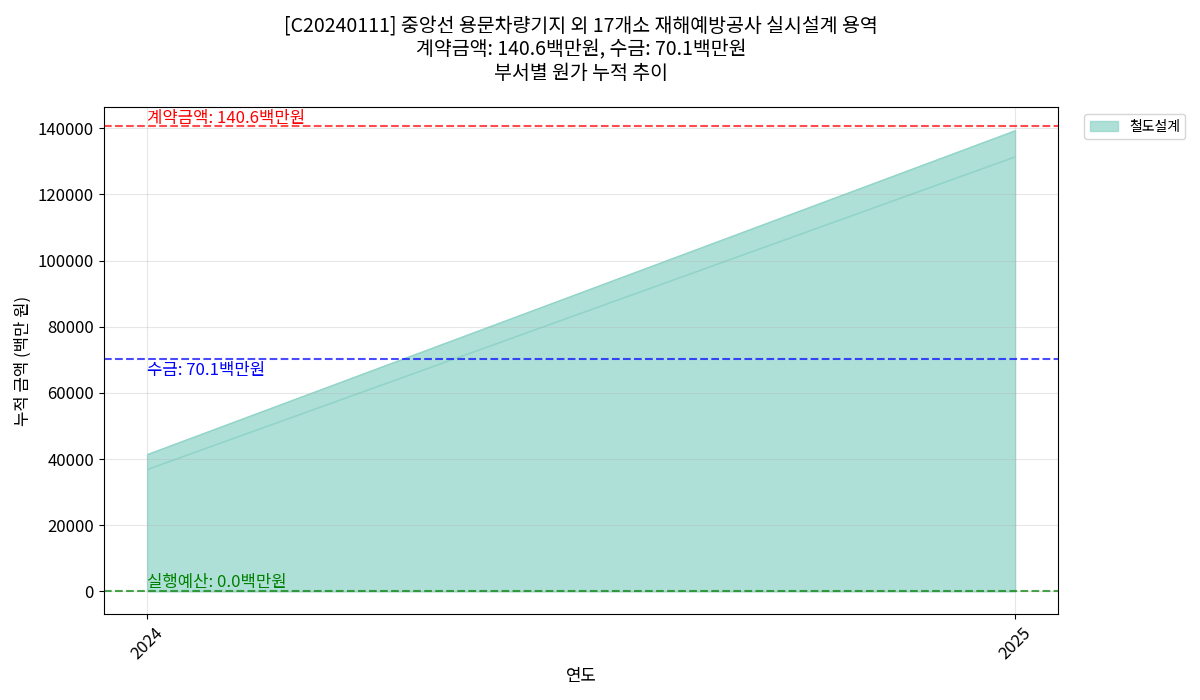 [C20240111] 중앙선 용문차량기지 외 17개소 재해예방공사 실시설계 용역
계약금액: 140.6백만원, 수금: 70.1백만원
부서별 원가 누적 추이
계약금액: 140.6백만원
140000
철도설계
120000
100000
80000
수금: 70.1백만원
60000
40000
20000
실행예산: 0.0백만원
0
누적 금액 (백만 원)
2024
2025
연도